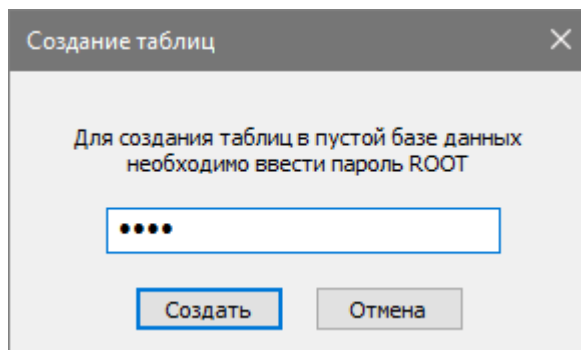 Создание таблиц
Для создания таблиц в пустой базе данных
необходимо ввести пароль ROOT
••••
Создать
Отмена